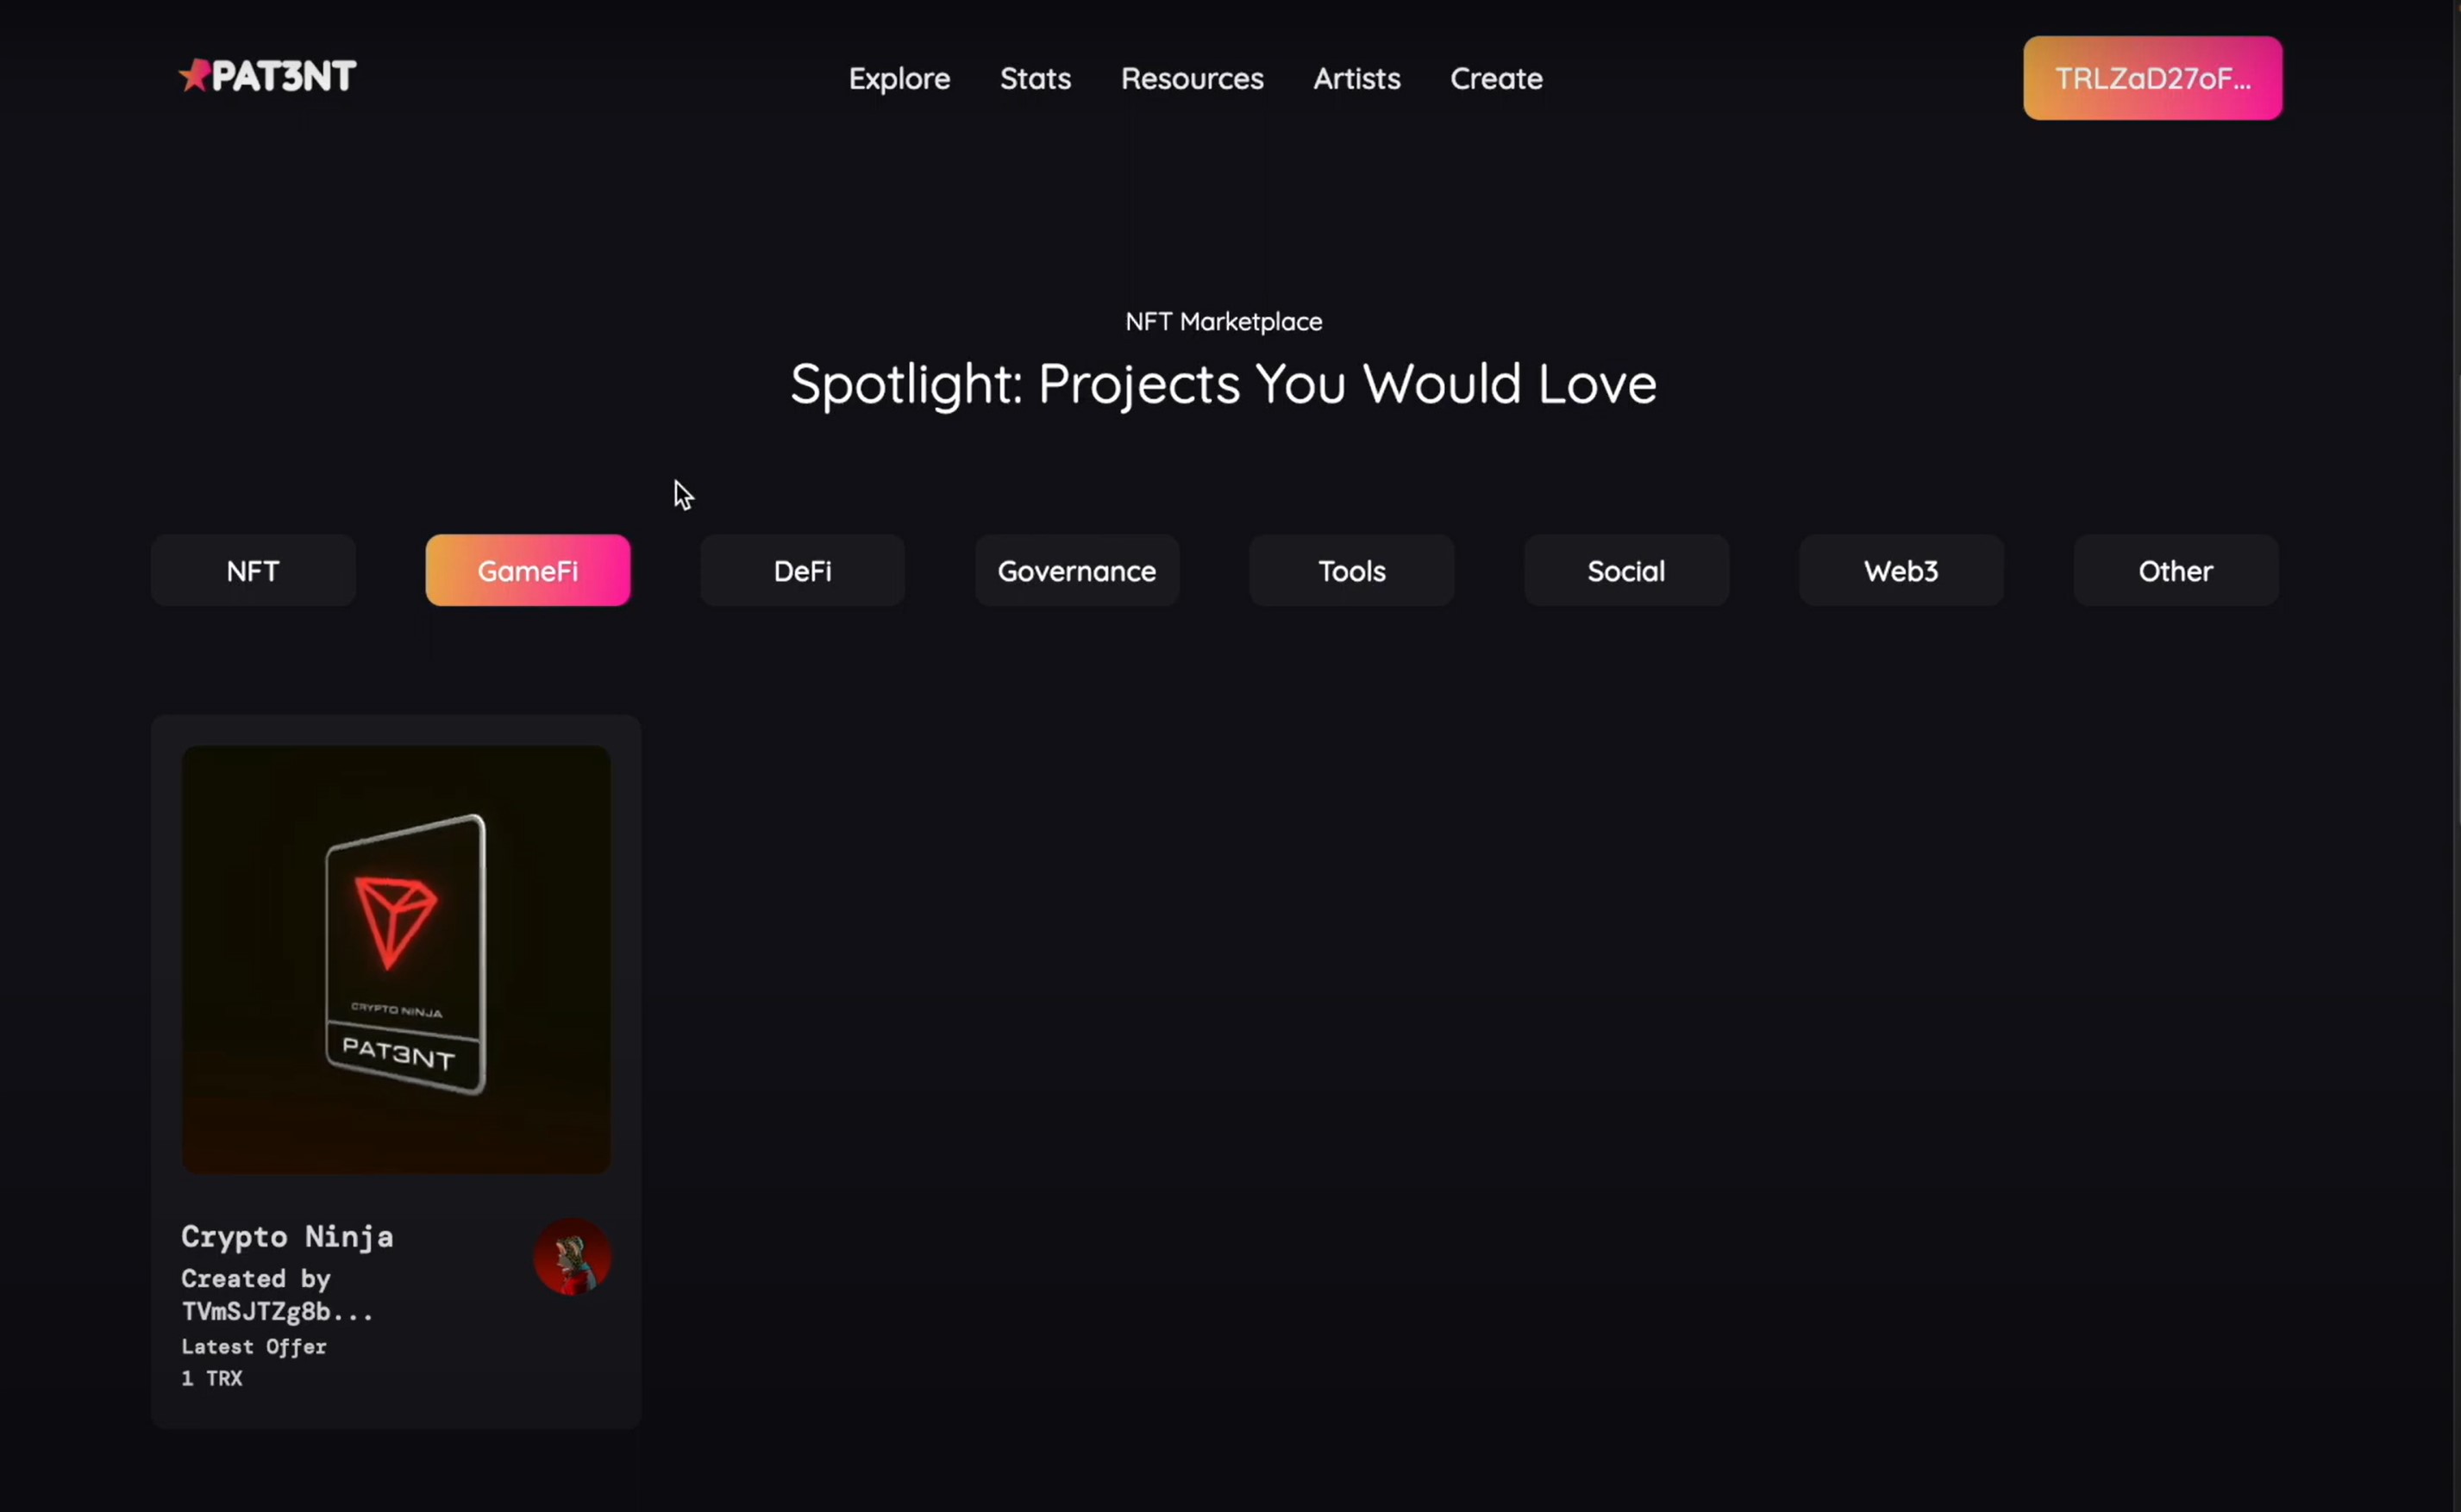 PAT3NT
Explore
Stats
Resources
Artists
Create
TRLZaD27oF...
NFT Marketplace
Spotlight: Projects You Would Love
NFT
GameFi
DeFi
Governance
Tools
Social
Web3
Other
CRYPTO NINJA
PAT3NT
Crypto Ninja
Created by
TVmSJTZg8b...
Latest Offer
1 TRX